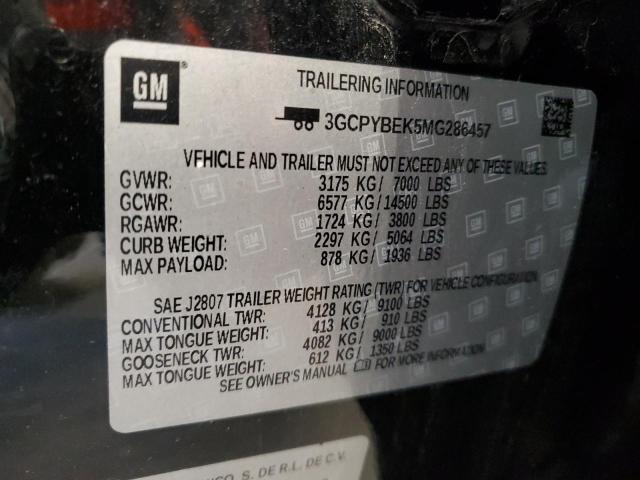 GM
TRAILERING INFORMATION
3GCPYBEK5MG286457
VEHICLE AND TRAILER MUST NOT EXCEED ANY OF THESE VALUES
GVWR: 3175 KG/ 7000 LBS
GCWR: 6577 KG/14500 LBS
RGAWR: 1724 KG/ 3800 LBS
CURB WEIGHT: 2297 KG/ 5064 LBS
MAX PAYLOAD: 878 KG/ 1936 LBS
SAE J2807 TRAILER WEIGHT RATING (TWR) FOR VEHICLE CONFIGURATION
CONVENTIONAL TWR: 4128 KG/ 9100 LBS
MAX TONGUE WEIGHT: 413 KG/ 910 LBS
GOOSENECK TWR: 4082 KG/ 9000 LBS
MAX TONGUE WEIGHT: 612 KG/ 1350 LBS
SEE OWNER'S MANUAL FOR MORE INFORMATION
S. DE R.L. DE C.V.